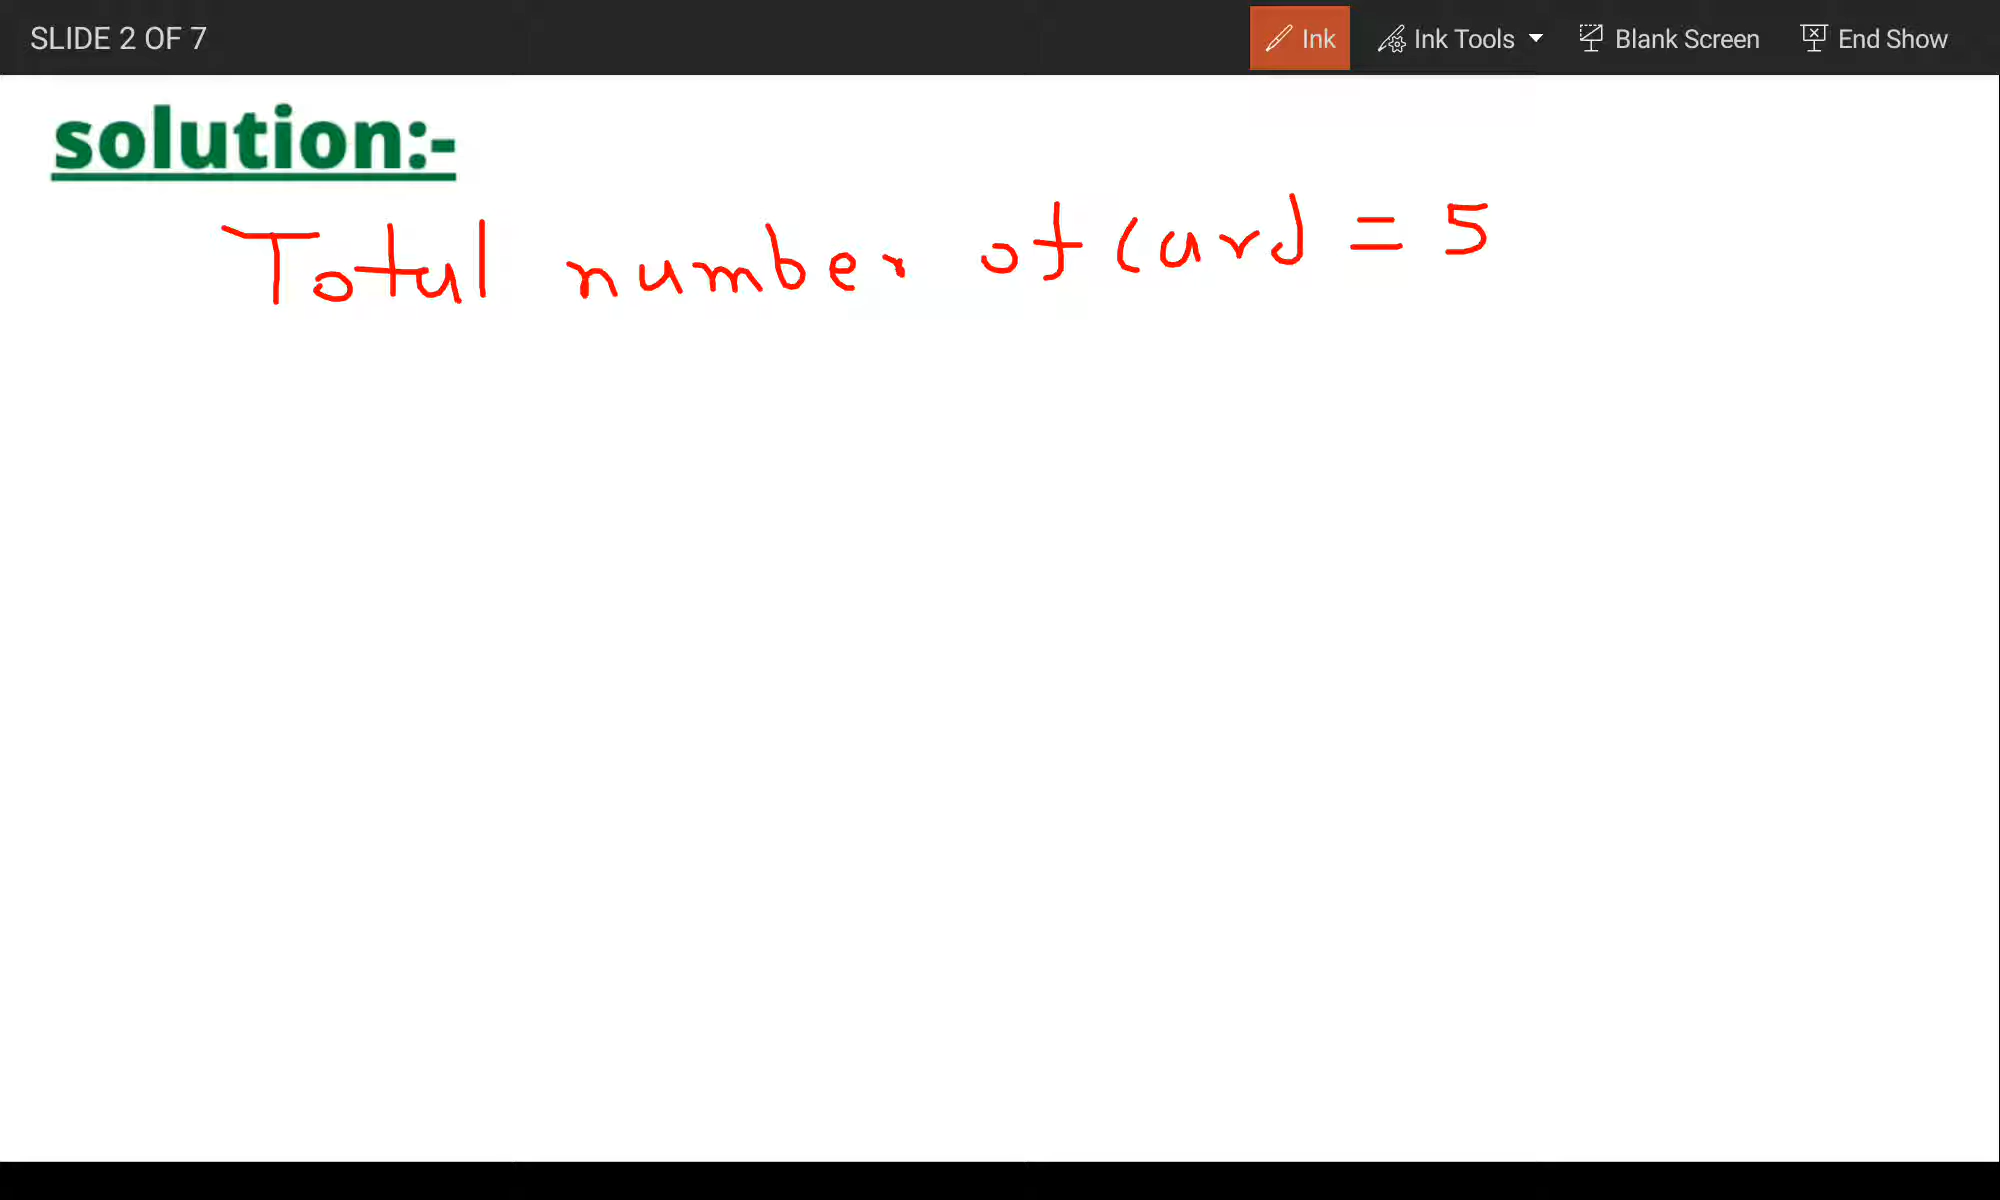 SLIDE 2 OF 7
Ink
Ink Tools
Blank Screen
End Show
solution:-
Total number of card = 5